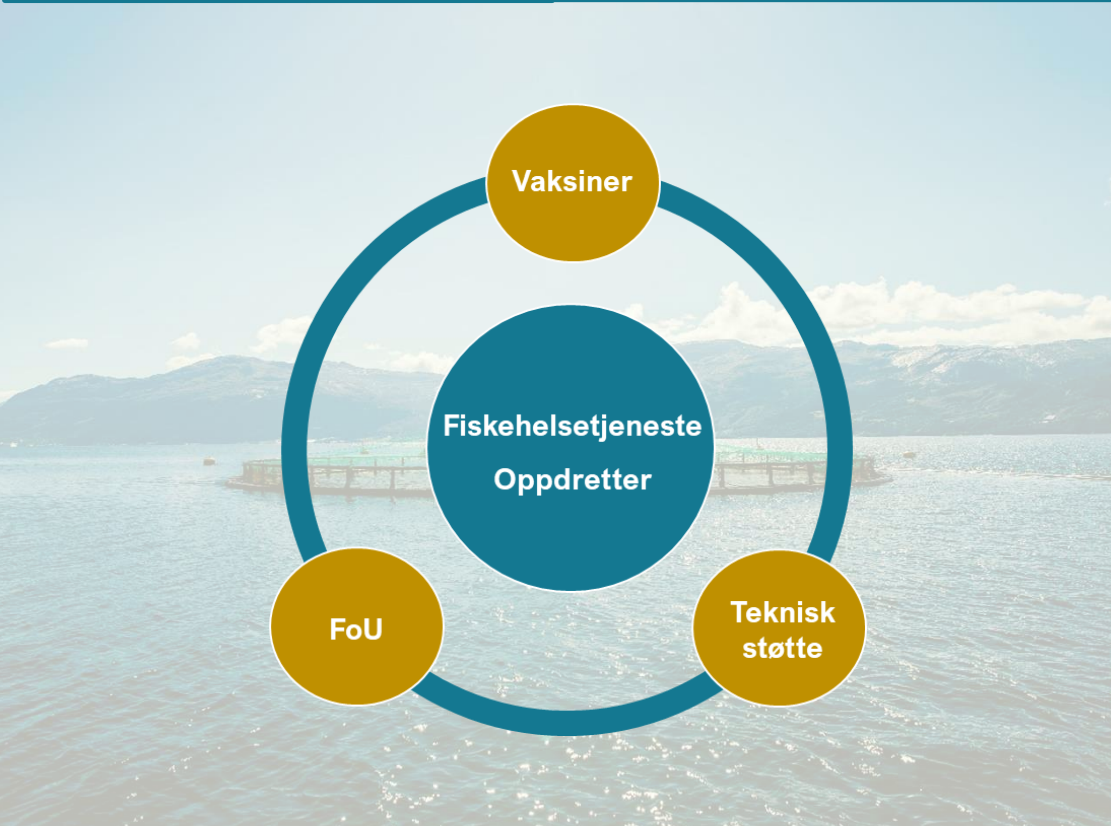 Vaksiner
Fiskehelsetjeneste
Oppdretter
FoU
Teknisk
støtte